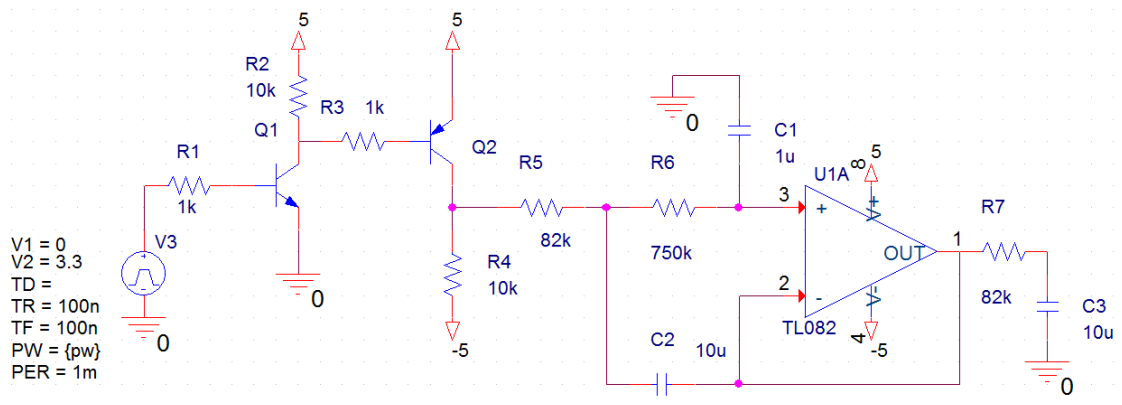 5
5
R2
10k
R3 1k
Q1
Q2
R1
1k
R5
82k
R6
750k
0
C1
1u
U1A
8
5
3
+
V+
OUT
1
2
-
V-
TL082
4
-5
R7
82k
C3
10u
0
R4
10k
-5
C2 10u
0
V3
0
V1 = 0
V2 = 3.3
TD =
TR = 100n
TF = 100n
PW = {pw}
PER = 1m